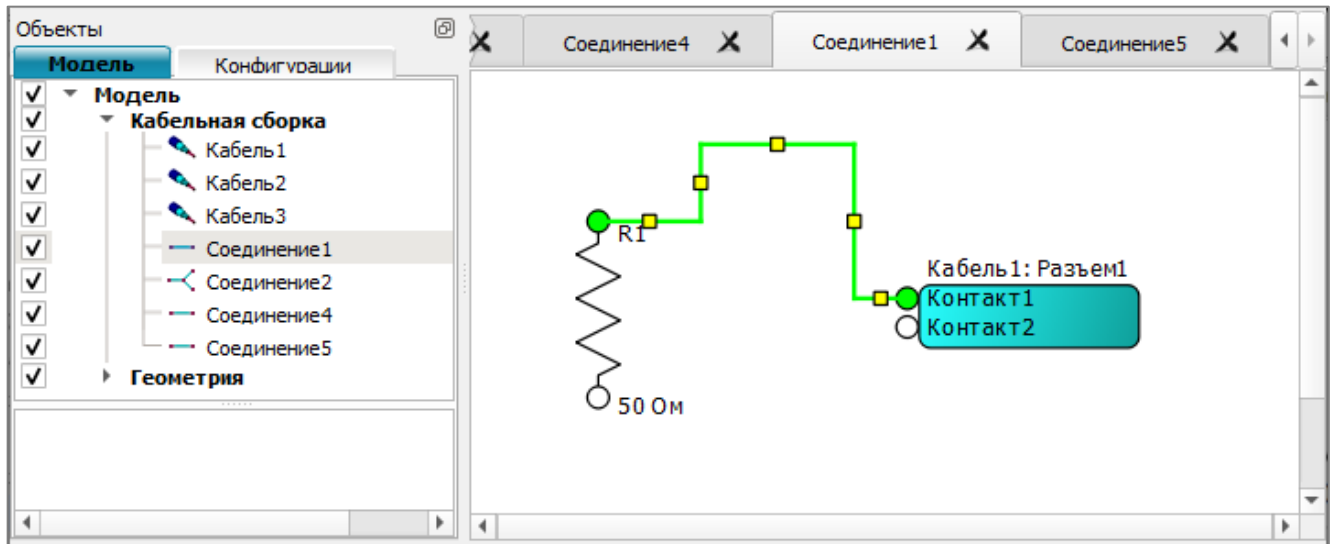 Объекты
Модель Конфигурации
Модель
Кабельная сборка
Кабель1
Кабель2
Кабель3
Соединение1
Соединение2
Соединение4
Соединение5
Геометрия
Соединение4 Соединение1 Соединение5
R1
50 Ом
Кабель1: Разъем1
Контакт1
Контакт2